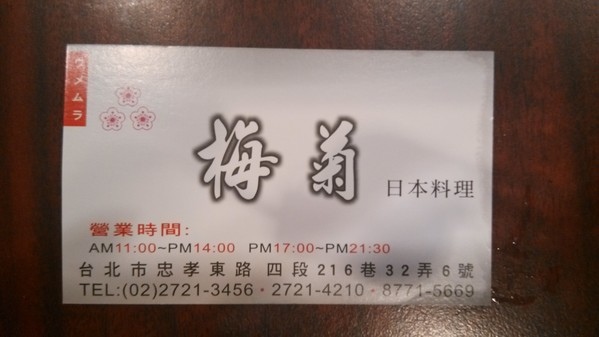 ウメムラ
梅菊
日本料理
營業時間:
AM11:00~PM14:00 PM17:00~PM21:30
台北市忠孝東路 四段216巷32弄6號
TEL:(02)2721-3456・2721-4210・8771-5669